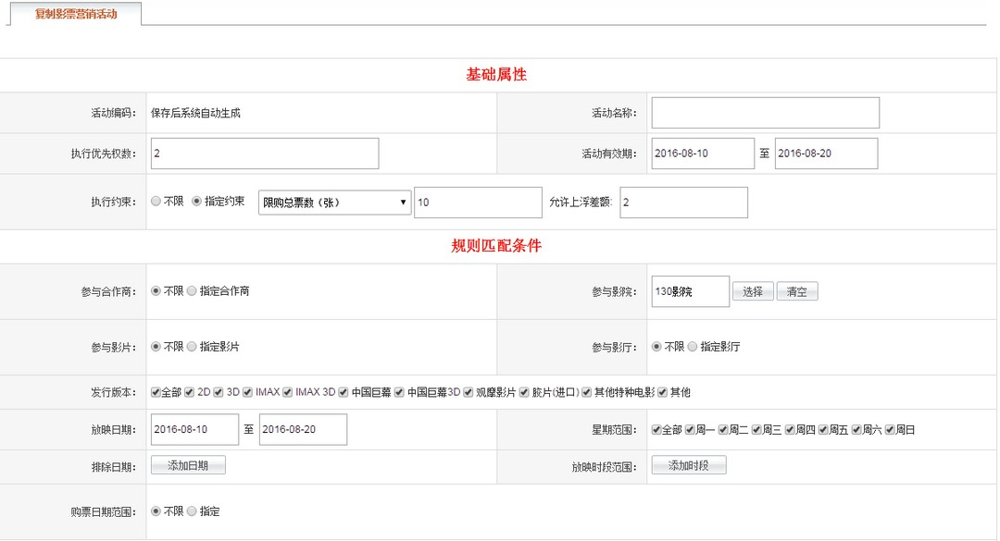 复制影票营销活动
基础属性
活动编码： 保存后系统自动生成 活动名称：
执行优先权数： 2 活动有效期： 2016-08-10 至 2016-08-20
执行约束： 不限 指定约束 限购总票数（张） 10 允许上浮差额： 2
规则匹配条件
参与合作商： 不限 指定合作商 参与影院： 130影院 选择 清空
参与影片： 不限 指定影片 参与影厅： 不限 指定影厅
发行版本： 全部 2D 3D IMAX IMAX 3D 中国巨幕 中国巨幕3D 观摩影片 胶片(进口) 其他特种电影 其他
放映日期： 2016-08-10 至 2016-08-20 星期范围： 全部 周一 周二 周三 周四 周五 周六 周日
排除日期： 添加日期 放映时段范围： 添加时段
购票日期范围： 不限 指定